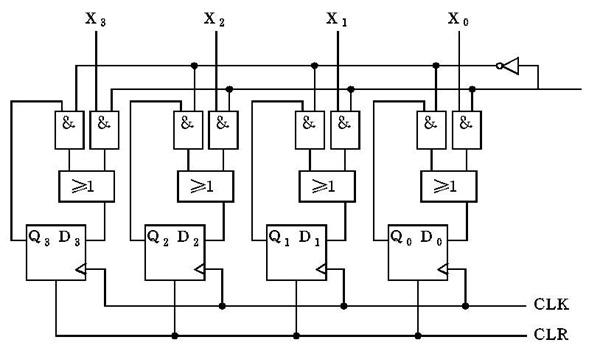 X3 X2 X1 X0
& & & & & & & &
≥1 ≥1 ≥1 ≥1
Q3 D3 Q2 D2 Q1 D1 Q0 D0
CLK
CLR